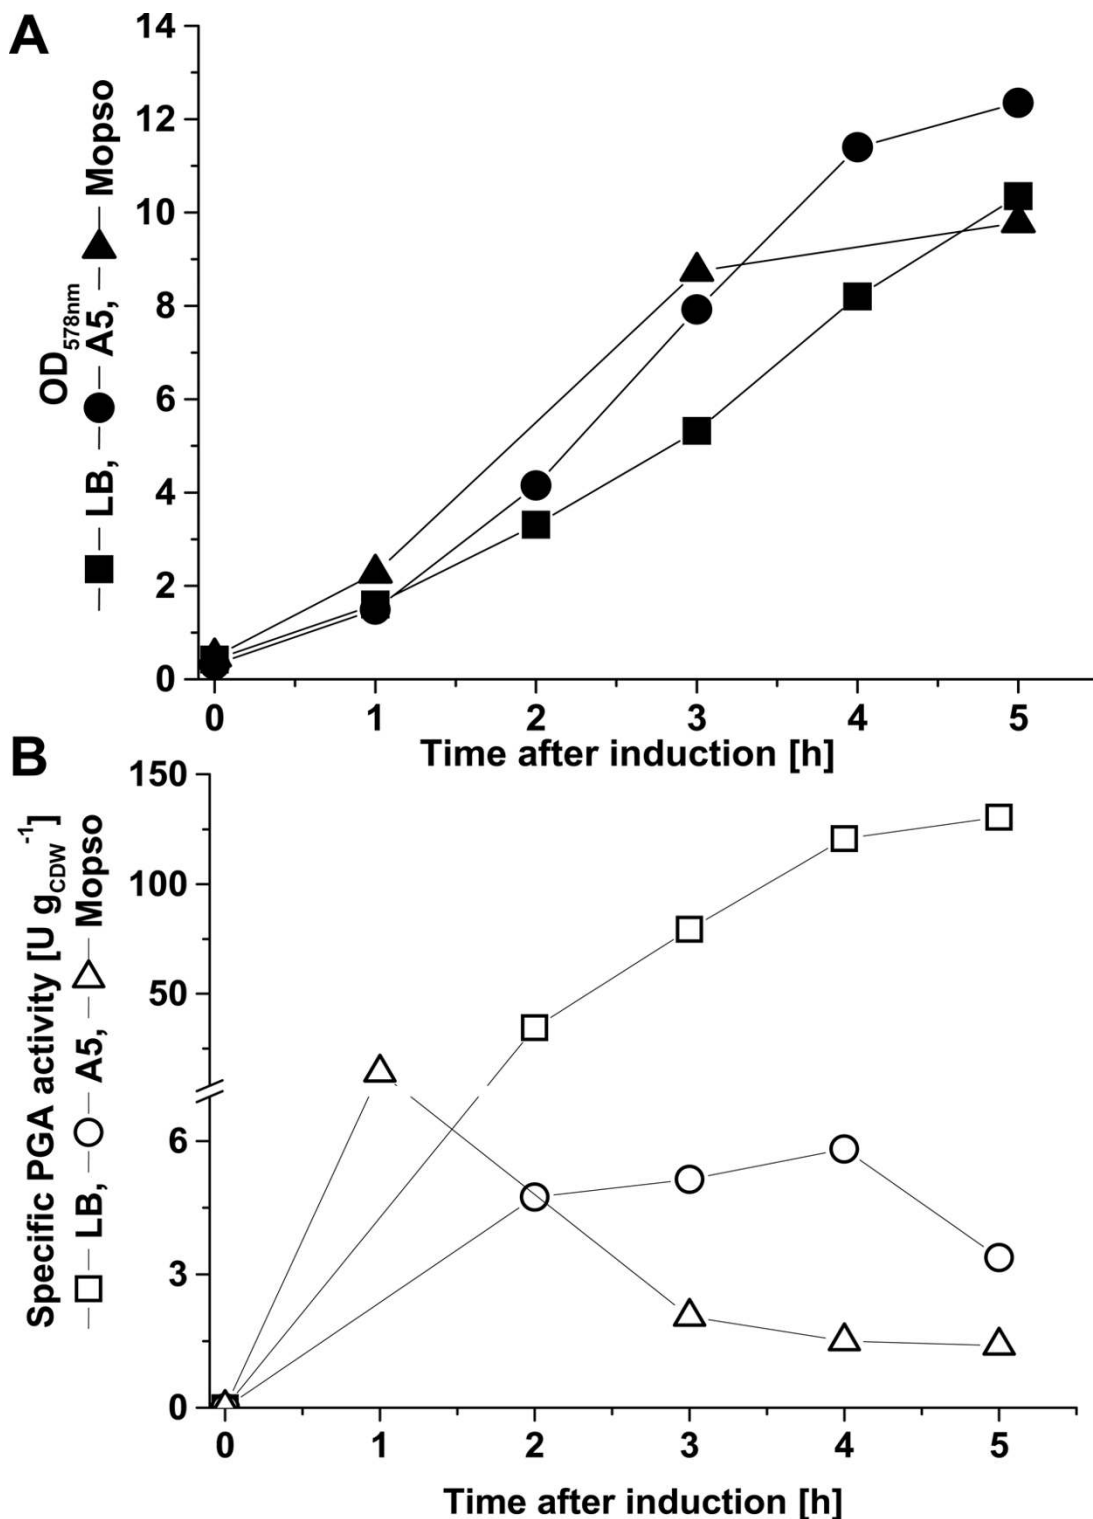 A
14
12
10
8
6
4
2
0
OD578nm
LB, A5, Mopso
0 1 2 3 4 5
Time after induction [h]
B
150
100
50
6
3
0
Specific PGA activity [U gCDW-1]
LB, A5, Mopso
0 1 2 3 4 5
Time after induction [h]